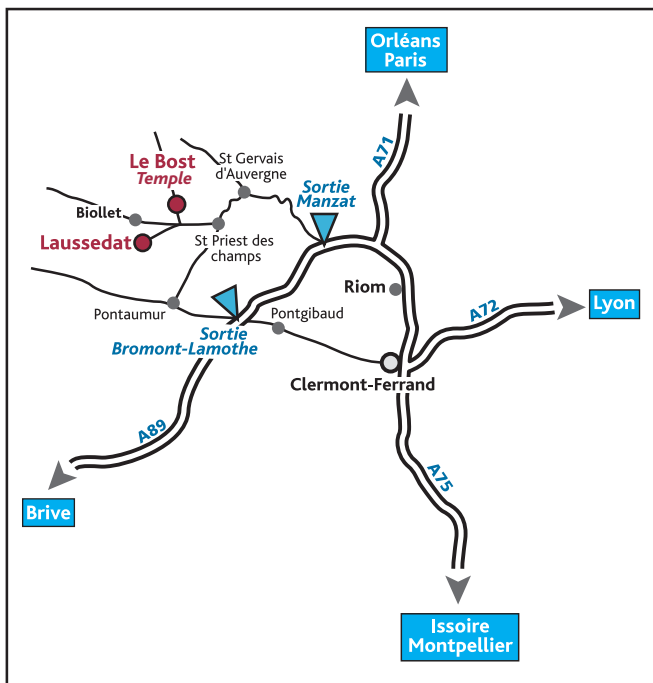 Orléans
Paris
A71
St Gervais
d'Auvergne
Le Bost
Temple
Sortie
Manzat
Biollet
Laussedat
St Priest des
champs
Riom
A72
Lyon
Pontaumur
Pontgibaud
Sortie
Bromont-Lamothe
Clermont-Ferrand
A89
A75
Brive
Issoire
Montpellier